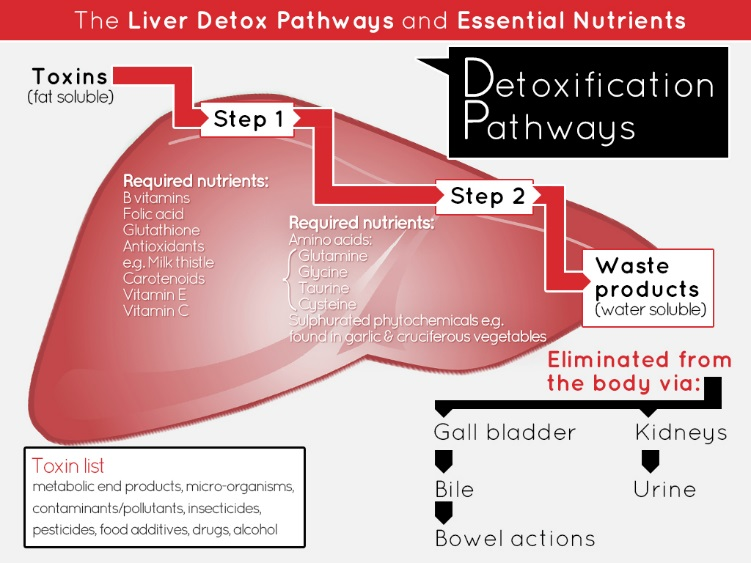 The Liver Detox Pathways and Essential Nutrients
Detoxification
Pathways
Toxins
(fat soluble)
Step 1
Required nutrients:
B vitamins
Folic acid
Glutathione
Antioxidants
e.g. Milk thistle
Carotenoids
Vitamin E
Vitamin C
Step 2
Required nutrients:
Amino acids:
Glutamine
Glycine
Taurine
Cysteine
Sulphurated phytochemicals e.g.
found in garlic & cruciferous vegetables
Waste
products
(water soluble)
Eliminated from
the body via:
Gall bladder
Bile
Bowel actions
Kidneys
Urine
Toxin list
metabolic end products, micro-organisms,
contaminants/pollutants, insecticides,
pesticides, food additives, drugs, alcohol